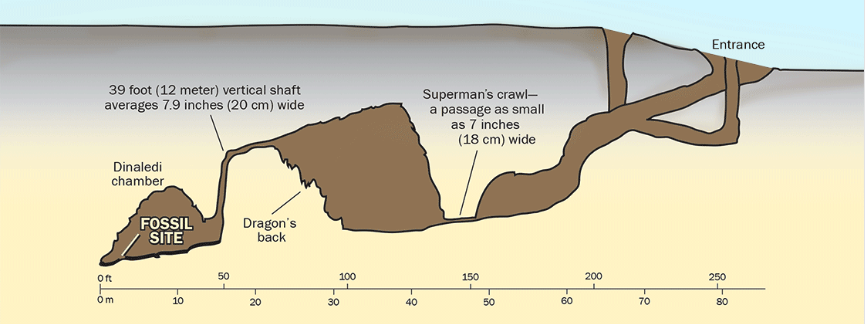 Entrance
39 foot (12 meter) vertical shaft
averages 7.9 inches (20 cm) wide
Superman's crawl—
a passage as small
as 7 inches
(18 cm) wide
Dinaledi
chamber
FOSSIL
SITE
Dragon's
back
0 ft 50 100 150 200 250
0 m 10 20 30 40 50 60 70 80